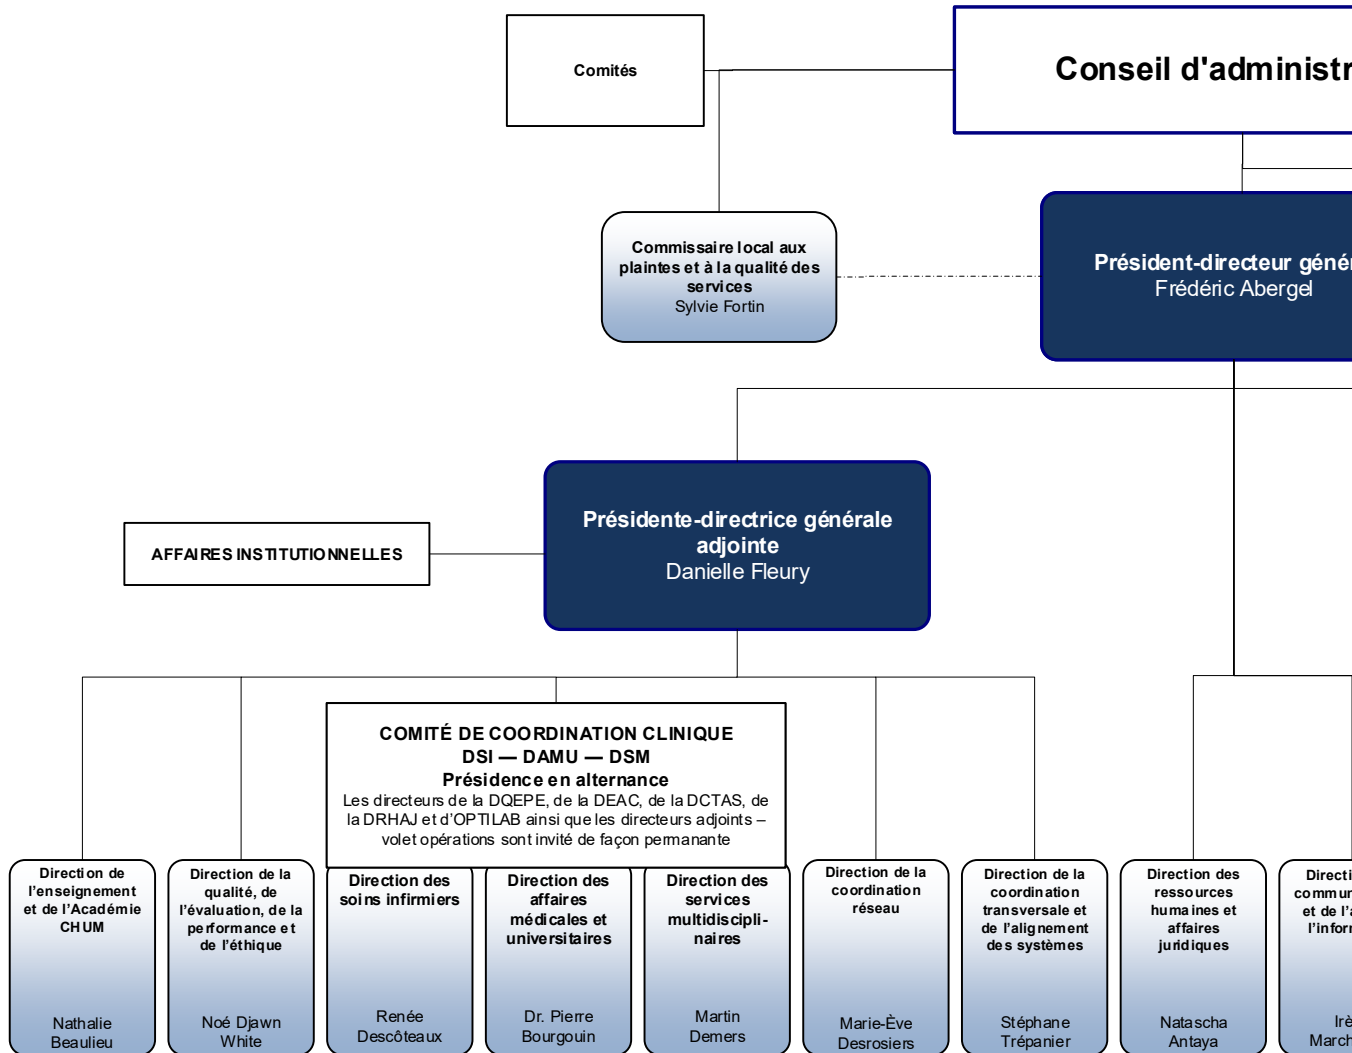 Comités
Conseil d'administr
Commissaire local aux
plaintes et à la qualité des
services
Sylvie Fortin
Président-directeur génér
Frédéric Abergel
Présidente-directrice générale
adjointe
Danielle Fleury
AFFAIRES INSTITUTIONNELLES
COMITÉ DE COORDINATION CLINIQUE
DSI — DAMU — DSM
Présidence en alternance
Les directeurs de la DQEPE, de la DEAC, de la DCTAS, de
la DRHAJ et d'OPTILAB ainsi que les directeurs adjoints –
volet opérations sont invité de façon permanante
Direction de
l'enseignement
et de l'Académie
CHUM
Nathalie
Beaulieu
Direction de la
qualité, de
l'évaluation, de la
performance et
de l'éthique
Noé Djawn
White
Direction des
soins infirmiers
Renée
Descôteaux
Direction des
affaires
médicales et
universitaires
Dr. Pierre
Bourgouin
Direction des
services
multidiscipli-
naires
Martin
Demers
Direction de la
coordination
réseau
Marie-Ève
Desrosiers
Direction de la
coordination
transversale et
de l'alignement
des systèmes
Stéphane
Trépanier
Direction des
ressources
humaines et
affaires
juridiques
Natascha
Antaya
Directi
commun
et de l'a
l'infor
Irè
March